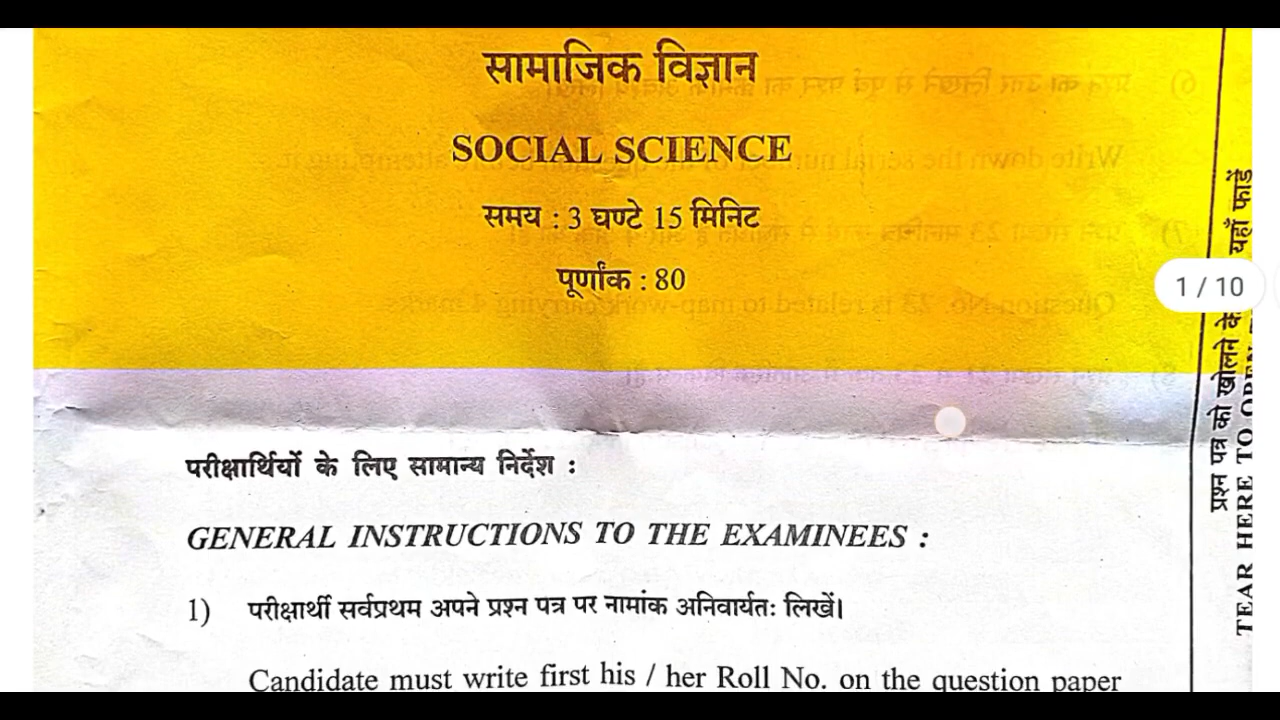 सामाजिक विज्ञान
SOCIAL SCIENCE
समय : 3 घण्टे 15 मिनिट
पूर्णांक : 80
1 / 10
परीक्षार्थियों के लिए सामान्य निर्देश :
GENERAL INSTRUCTIONS TO THE EXAMINEES :
1) परीक्षार्थी सर्वप्रथम अपने प्रश्न पत्र पर नामांक अनिवार्यतः लिखें।
Candidate must write first his / her Roll No. on the question paper
प्रश्न पत्र को खोलने के यहाँ फाड़ें
TEAR HERE TO OPEN